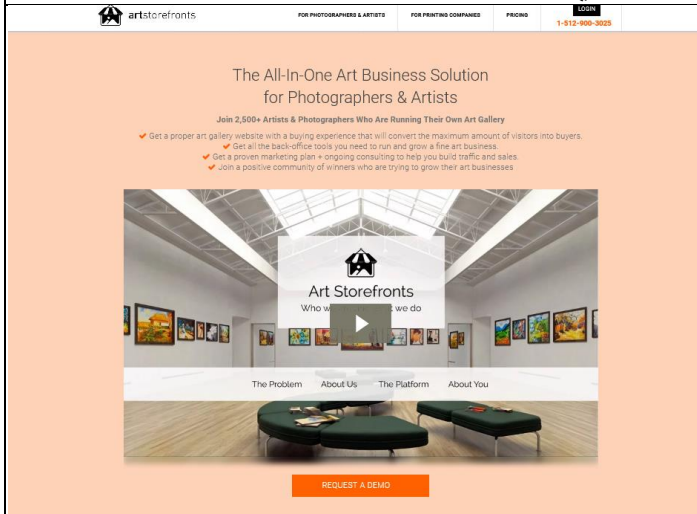 artstorefronts
FOR PHOTOGRAPHERS & ARTISTS
FOR PRINTING COMPANIES
PRICING
LOGIN
1-512-900-3025
The All-In-One Art Business Solution
for Photographers & Artists
Join 2,500+ Artists & Photographers Who Are Running Their Own Art Gallery
Get a proper art gallery website with a buying experience that will convert the maximum amount of visitors into buyers.
Get all the back-office tools you need to run and grow a fine art business.
Get a proven marketing plan + ongoing consulting to help you build traffic and sales.
Join a positive community of winners who are trying to grow their art businesses
Art Storefronts
Who w t we do
The Problem About Us The Platform About You
REQUEST A DEMO